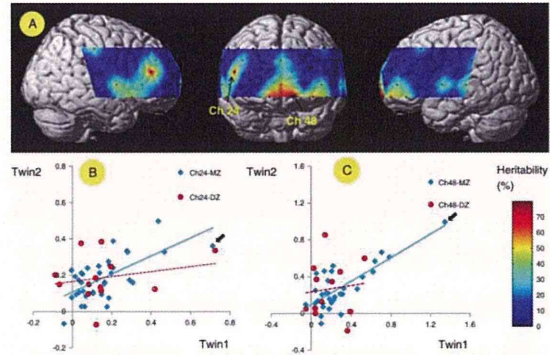 A
Ch 24
Ch 48
B
Twin2
0.8
0.6
0.4
0.2
0
-0.2
-0.2
0
0.2
0.4
0.6
0.8
Twin1
Ch24-MZ
Ch24-DZ
C
Twin2
1.6
1.2
0.8
0.4
0
-0.4
-0.4
0.2
0.8
1.4
Twin1
Ch48-MZ
Ch48-DZ
Heritability
(%)
70
60
50
40
30
20
10
0